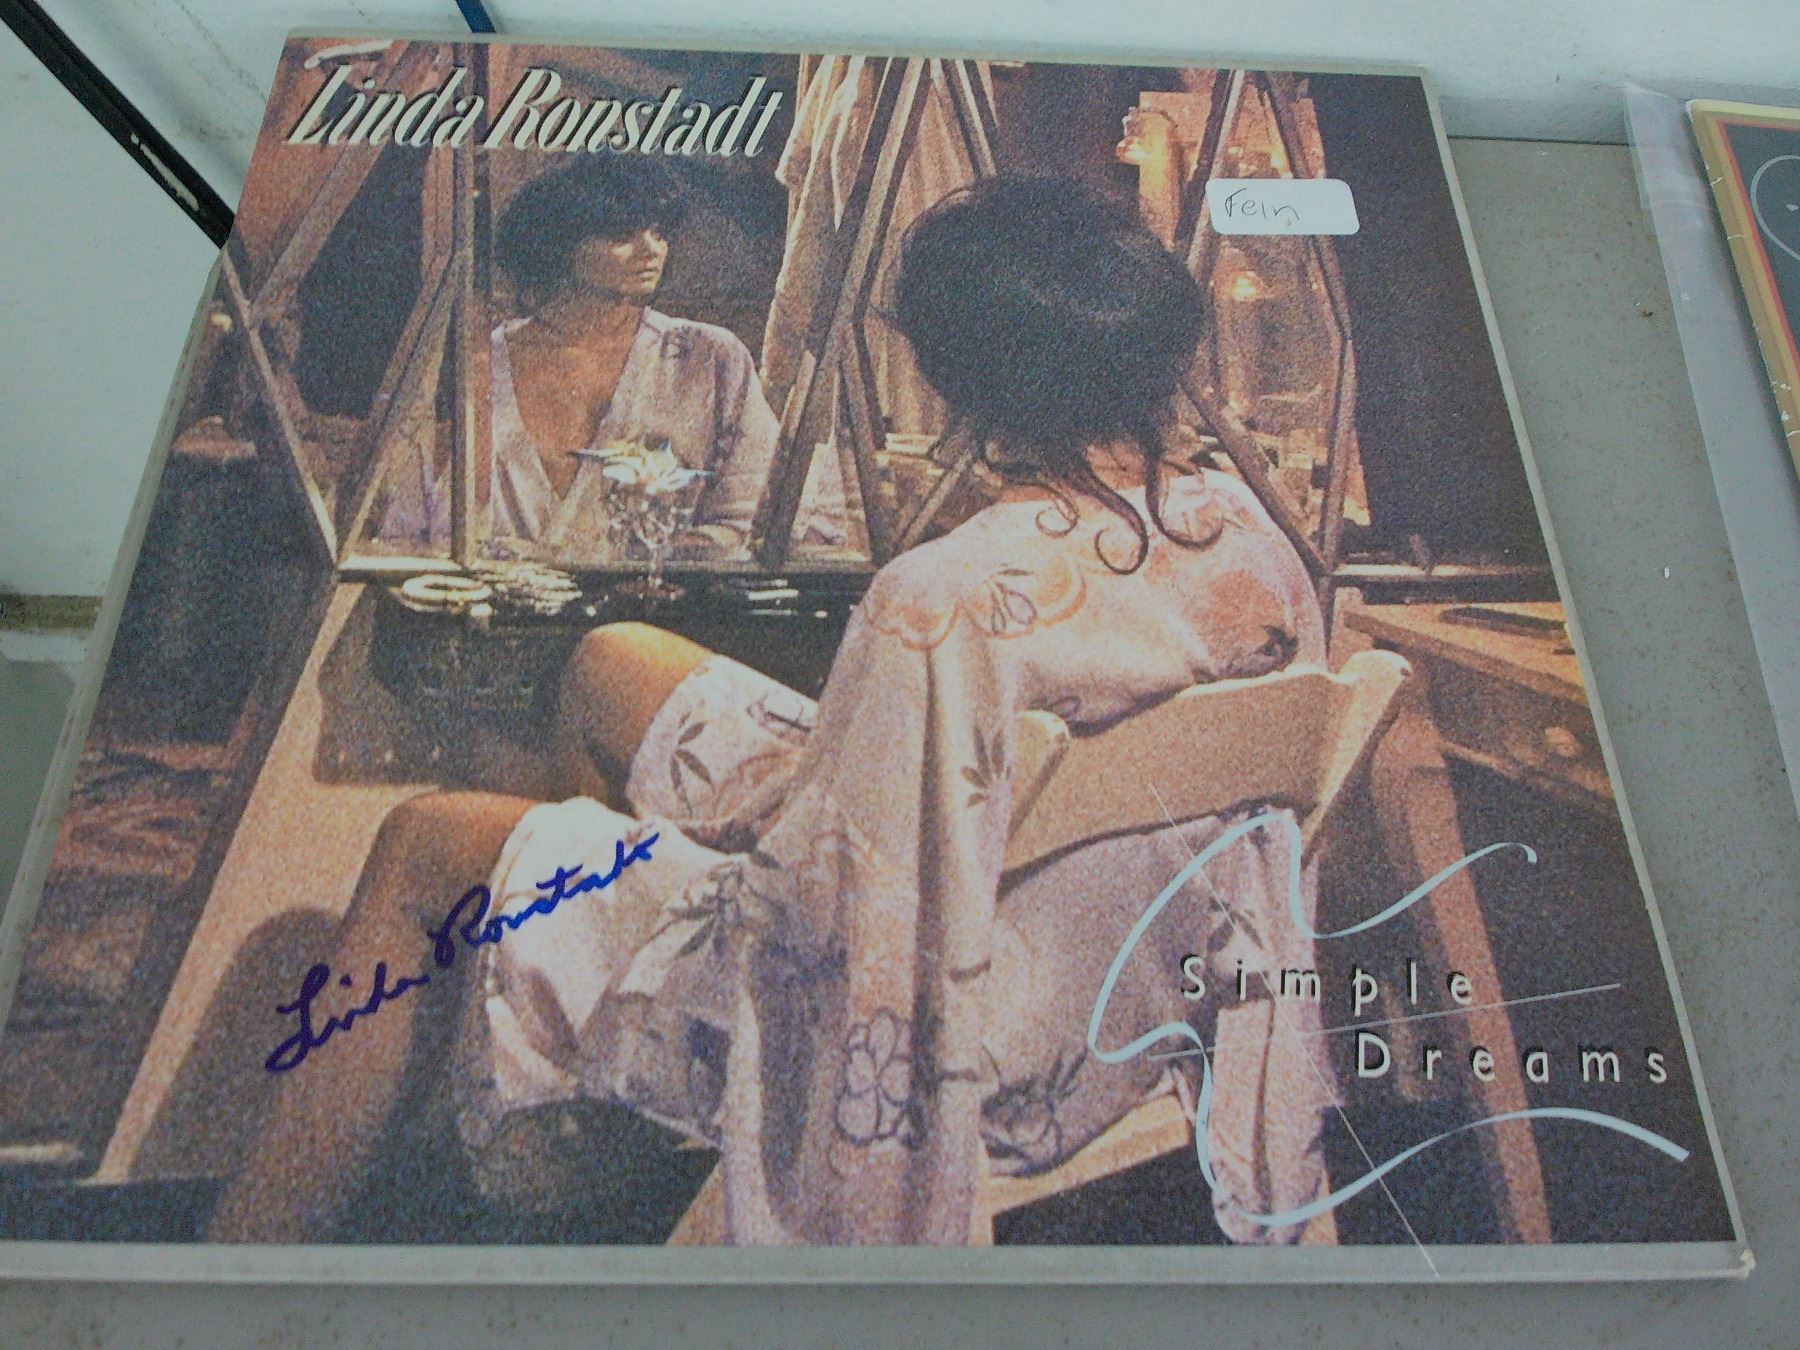 Linda Ronstadt
Fein
Linda Ronstadt
Simple
Dreams